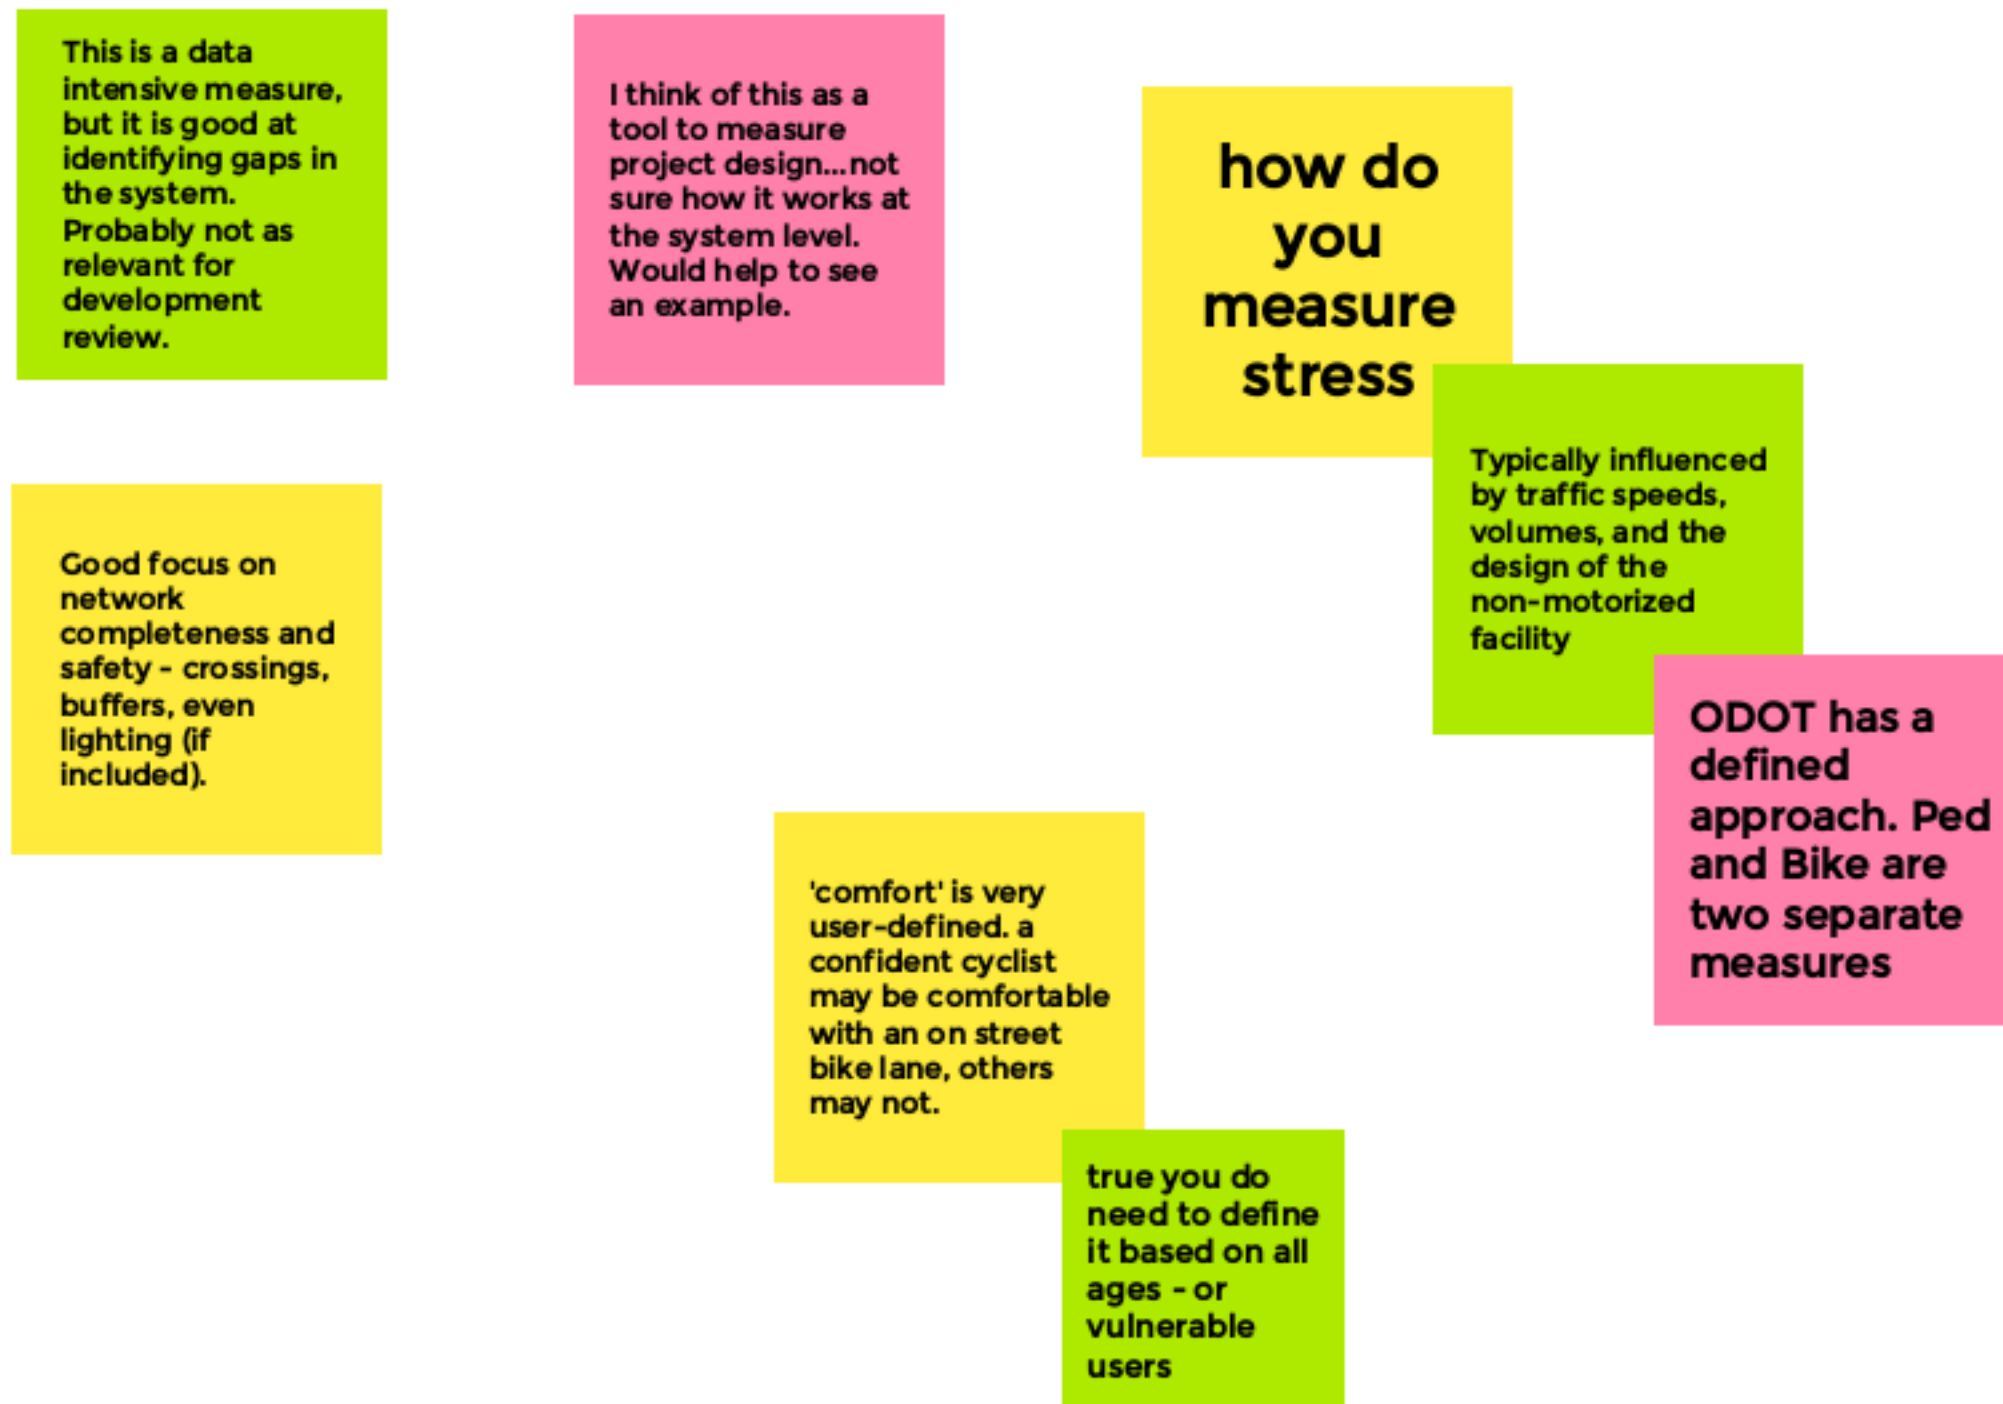 This is a data
intensive measure,
but it is good at
identifying gaps in
the system.
Probably not as
relevant for
development
review.
I think of this as a
tool to measure
project design...not
sure how it works at
the system level.
Would help to see
an example.
how do
you
measure
stress
Typically influenced
by traffic speeds,
volumes, and the
design of the
non-motorized
facility
ODOT has a
defined
approach. Ped
and Bike are
two separate
measures
Good focus on
network
completeness and
safety - crossings,
buffers, even
lighting (if
included).
'comfort' is very
user-defined. a
confident cyclist
may be comfortable
with an on street
bike lane, others
may not.
true you do
need to define
it based on all
ages - or
vulnerable
users